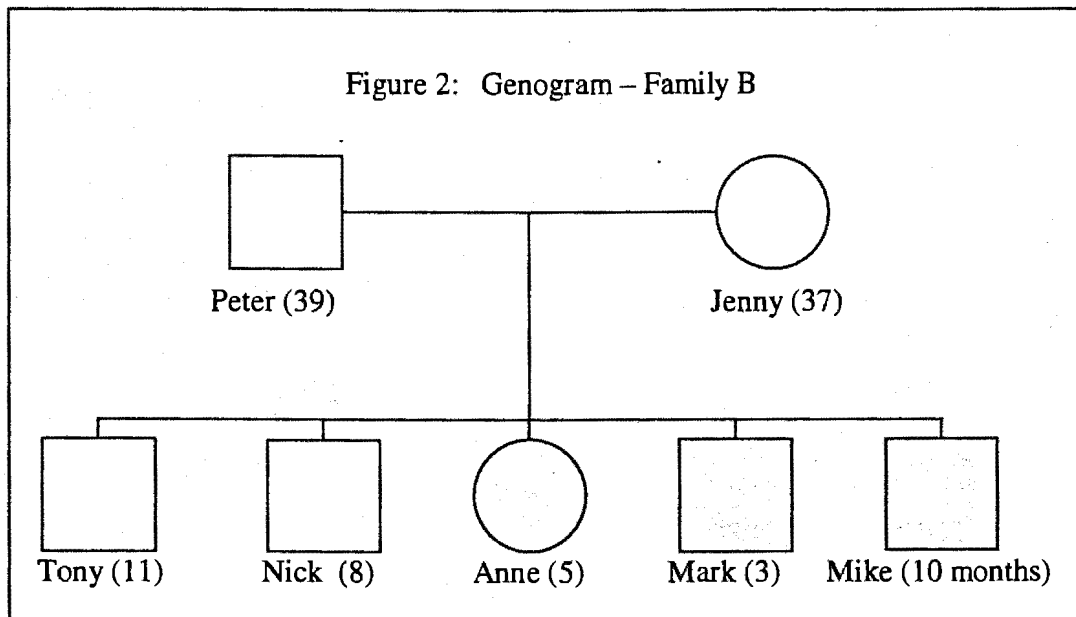 Figure 2: Genogram – Family B
Peter (39) Jenny (37)
Tony (11) Nick (8) Anne (5) Mark (3) Mike (10 months)